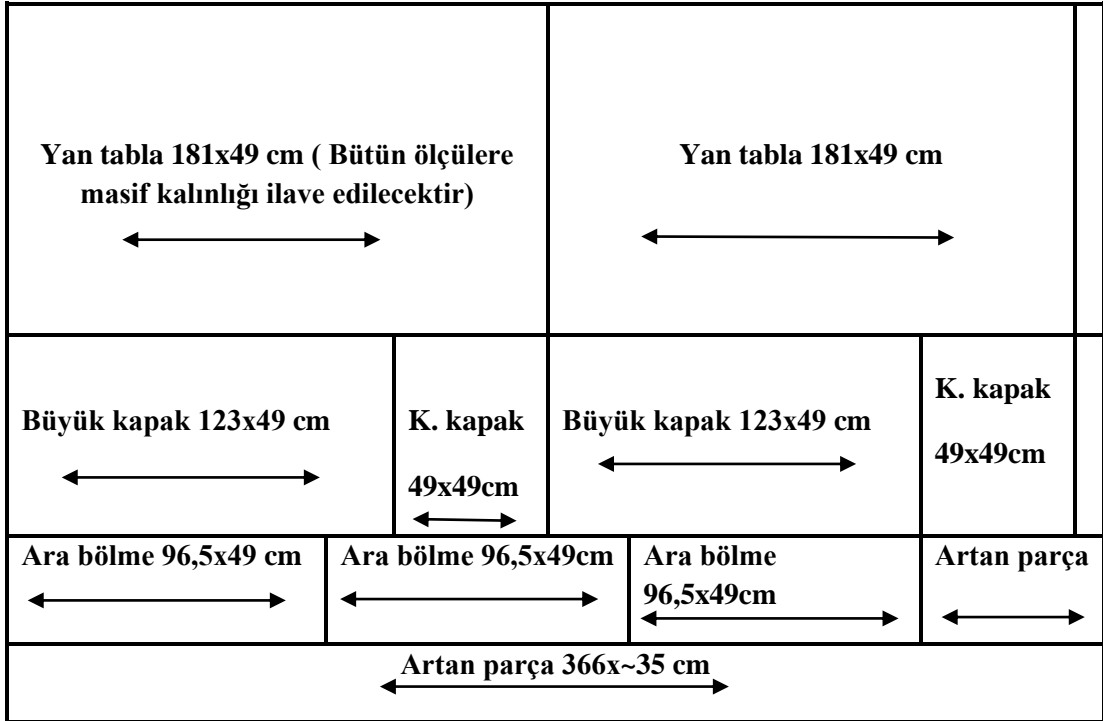 Yan tabla 181x49 cm ( Bütün ölçülere
masif kalınlığı ilave edilecektir)
Yan tabla 181x49 cm
Büyük kapak 123x49 cm
K. kapak
49x49cm
Büyük kapak 123x49 cm
K. kapak
49x49cm
Ara bölme 96,5x49 cm
Ara bölme 96,5x49cm
Ara bölme
96,5x49cm
Artan parça
Artan parça 366x~35 cm